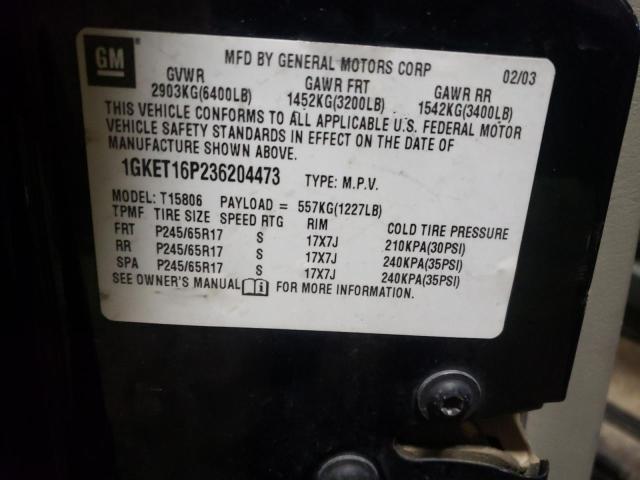 GM
MFD BY GENERAL MOTORS CORP 02/03
GVWR GAWR FRT GAWR RR
2903KG(6400LB) 1452KG(3200LB) 1542KG(3400LB)
THIS VEHICLE CONFORMS TO ALL APPLICABLE U.S. FEDERAL MOTOR
VEHICLE SAFETY STANDARDS IN EFFECT ON THE DATE OF
MANUFACTURE SHOWN ABOVE.
1GKET16P236204473 TYPE: M.P.V.
MODEL: T15806 PAYLOAD = 557KG(1227LB)
TPMF TIRE SIZE SPEED RTG RIM COLD TIRE PRESSURE
FRT P245/65R17 S 17X7J 210KPA(30PSI)
RR P245/65R17 S 17X7J 240KPA(35PSI)
SPA P245/65R17 S 17X7J 240KPA(35PSI)
SEE OWNER'S MANUAL FOR MORE INFORMATION.